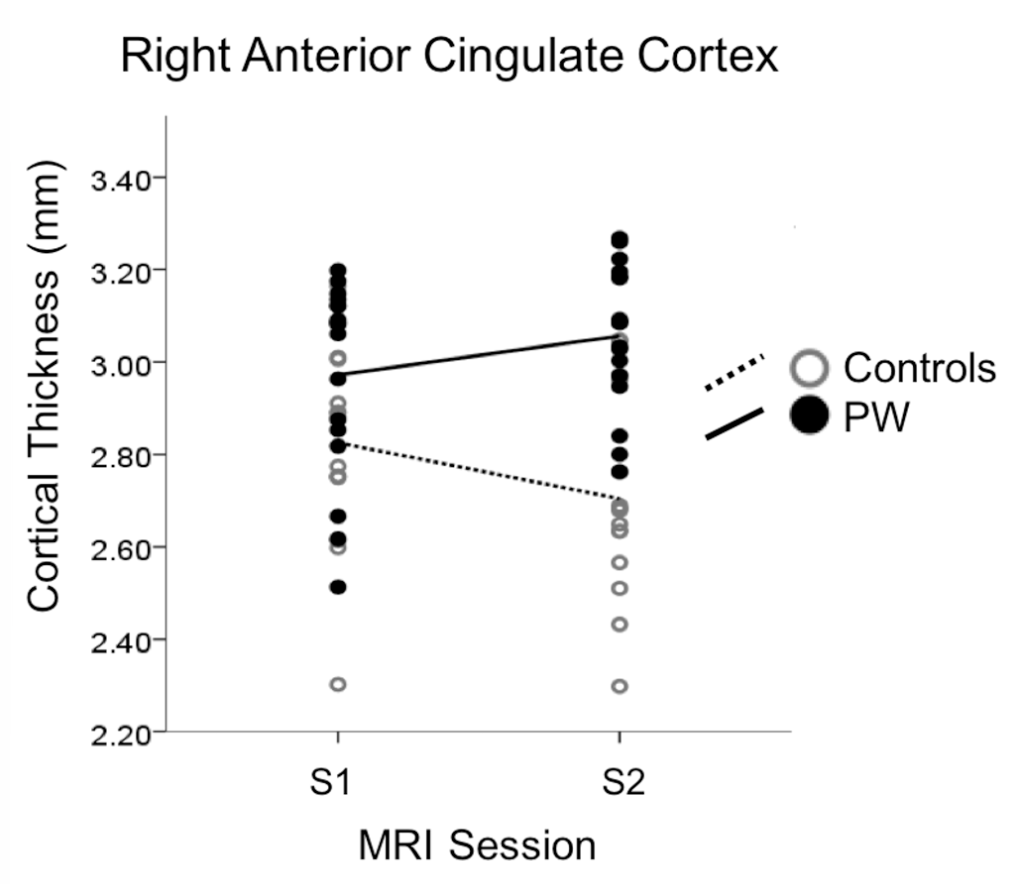 Right Anterior Cingulate Cortex
Cortical Thickness (mm)
3.40
3.20
3.00
2.80
2.60
2.40
2.20
Controls
PW
S1
S2
MRI Session